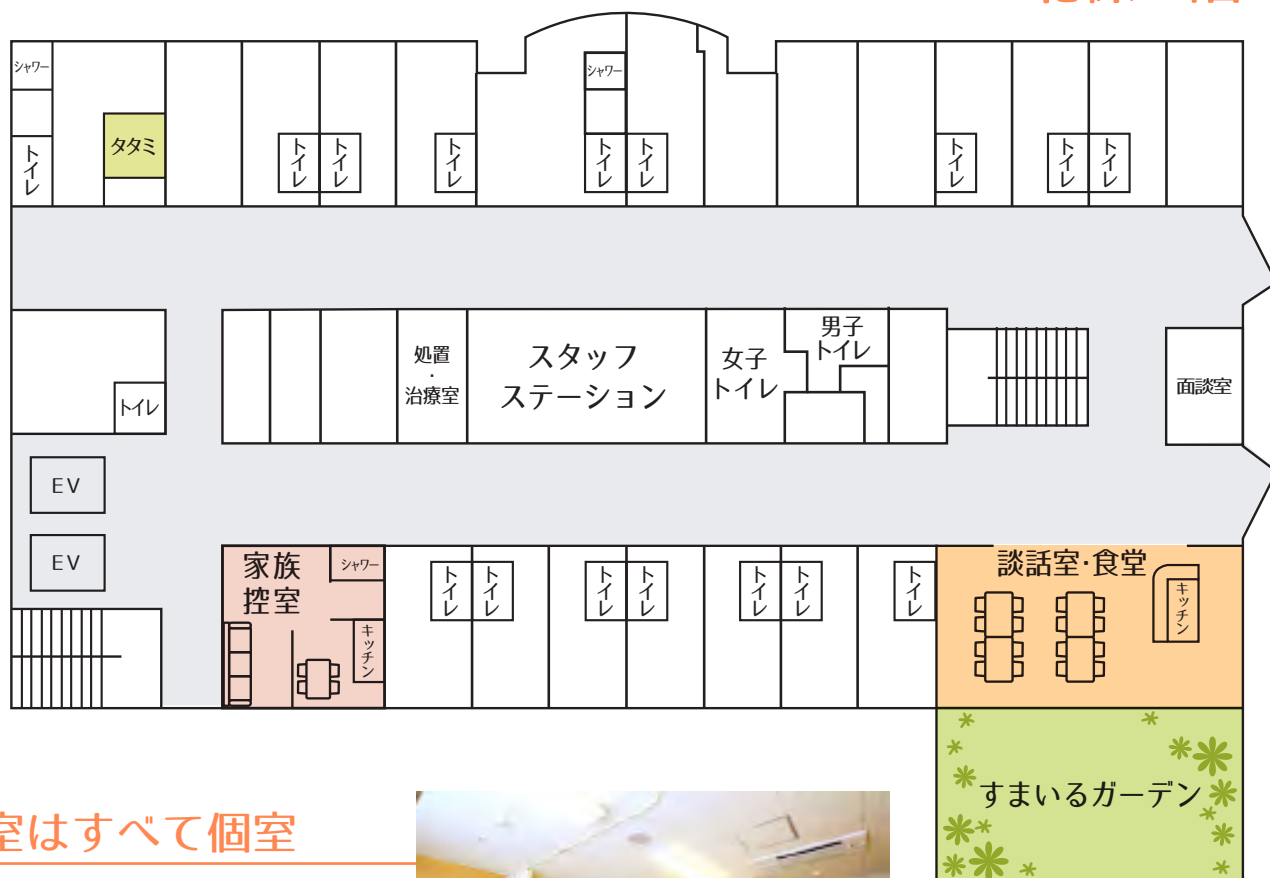 シャワー
シャワー
タタミ
トイレ
トイレ
トイレ
トイレ
トイレ
トイレ
トイレ
トイレ
トイレ
処置
・
治療室
スタッフ
ステーション
女子
トイレ
男子
トイレ
面談室
トイレ
EV
EV
家族
控室
シャワー
キッチン
トイレ
トイレ
トイレ
トイレ
トイレ
トイレ
トイレ
談話室・食堂
キッチン
すまいるガーデン
室はすべて個室